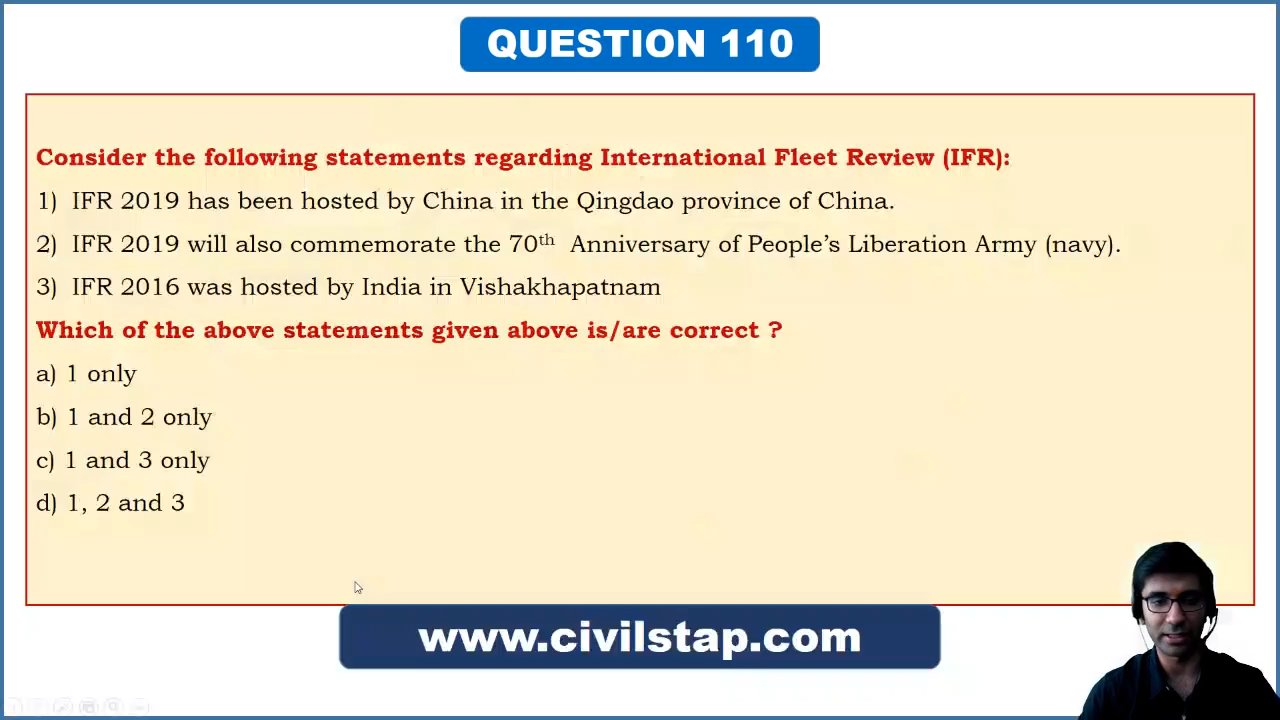 QUESTION 110
Consider the following statements regarding International Fleet Review (IFR):
1) IFR 2019 has been hosted by China in the Qingdao province of China.
2) IFR 2019 will also commemorate the 70th Anniversary of People’s Liberation Army (navy).
3) IFR 2016 was hosted by India in Vishakhapatnam
Which of the above statements given above is/are correct ?
a) 1 only
b) 1 and 2 only
c) 1 and 3 only
d) 1, 2 and 3
www.civilstap.com